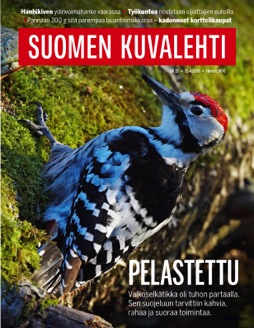 Hanhikiven ydinvoimahanke vaarassa Työkuntoa nostetaan sijoittajien euroilla
Pannaan 200 g sitä parempaa lauantaimakkaraa – kadonneet korttelikaupat
SUOMEN KUVALEHTI
PELASTETTU
Valkoselkätikka oli tuhon partaalla.
Sen suojeluun tarvittiin kahvia,
rahaa ja suoraa toimintaa.